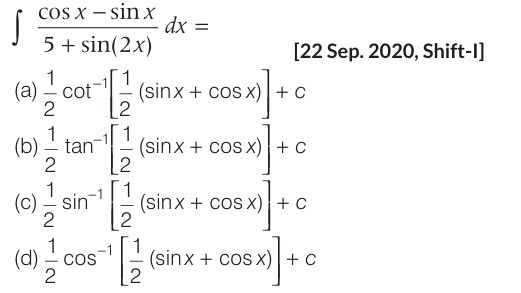 ∫ (cos x – sin x)/(5 + sin(2x)) dx =
[22 Sep. 2020, Shift-I]
(a) 1/2 cot⁻¹[1/2 (sin x + cos x)] + c
(b) 1/2 tan⁻¹[1/2 (sin x + cos x)] + c
(c) 1/2 sin⁻¹[1/2 (sin x + cos x)] + c
(d) 1/2 cos⁻¹[1/2 (sin x + cos x)] + c